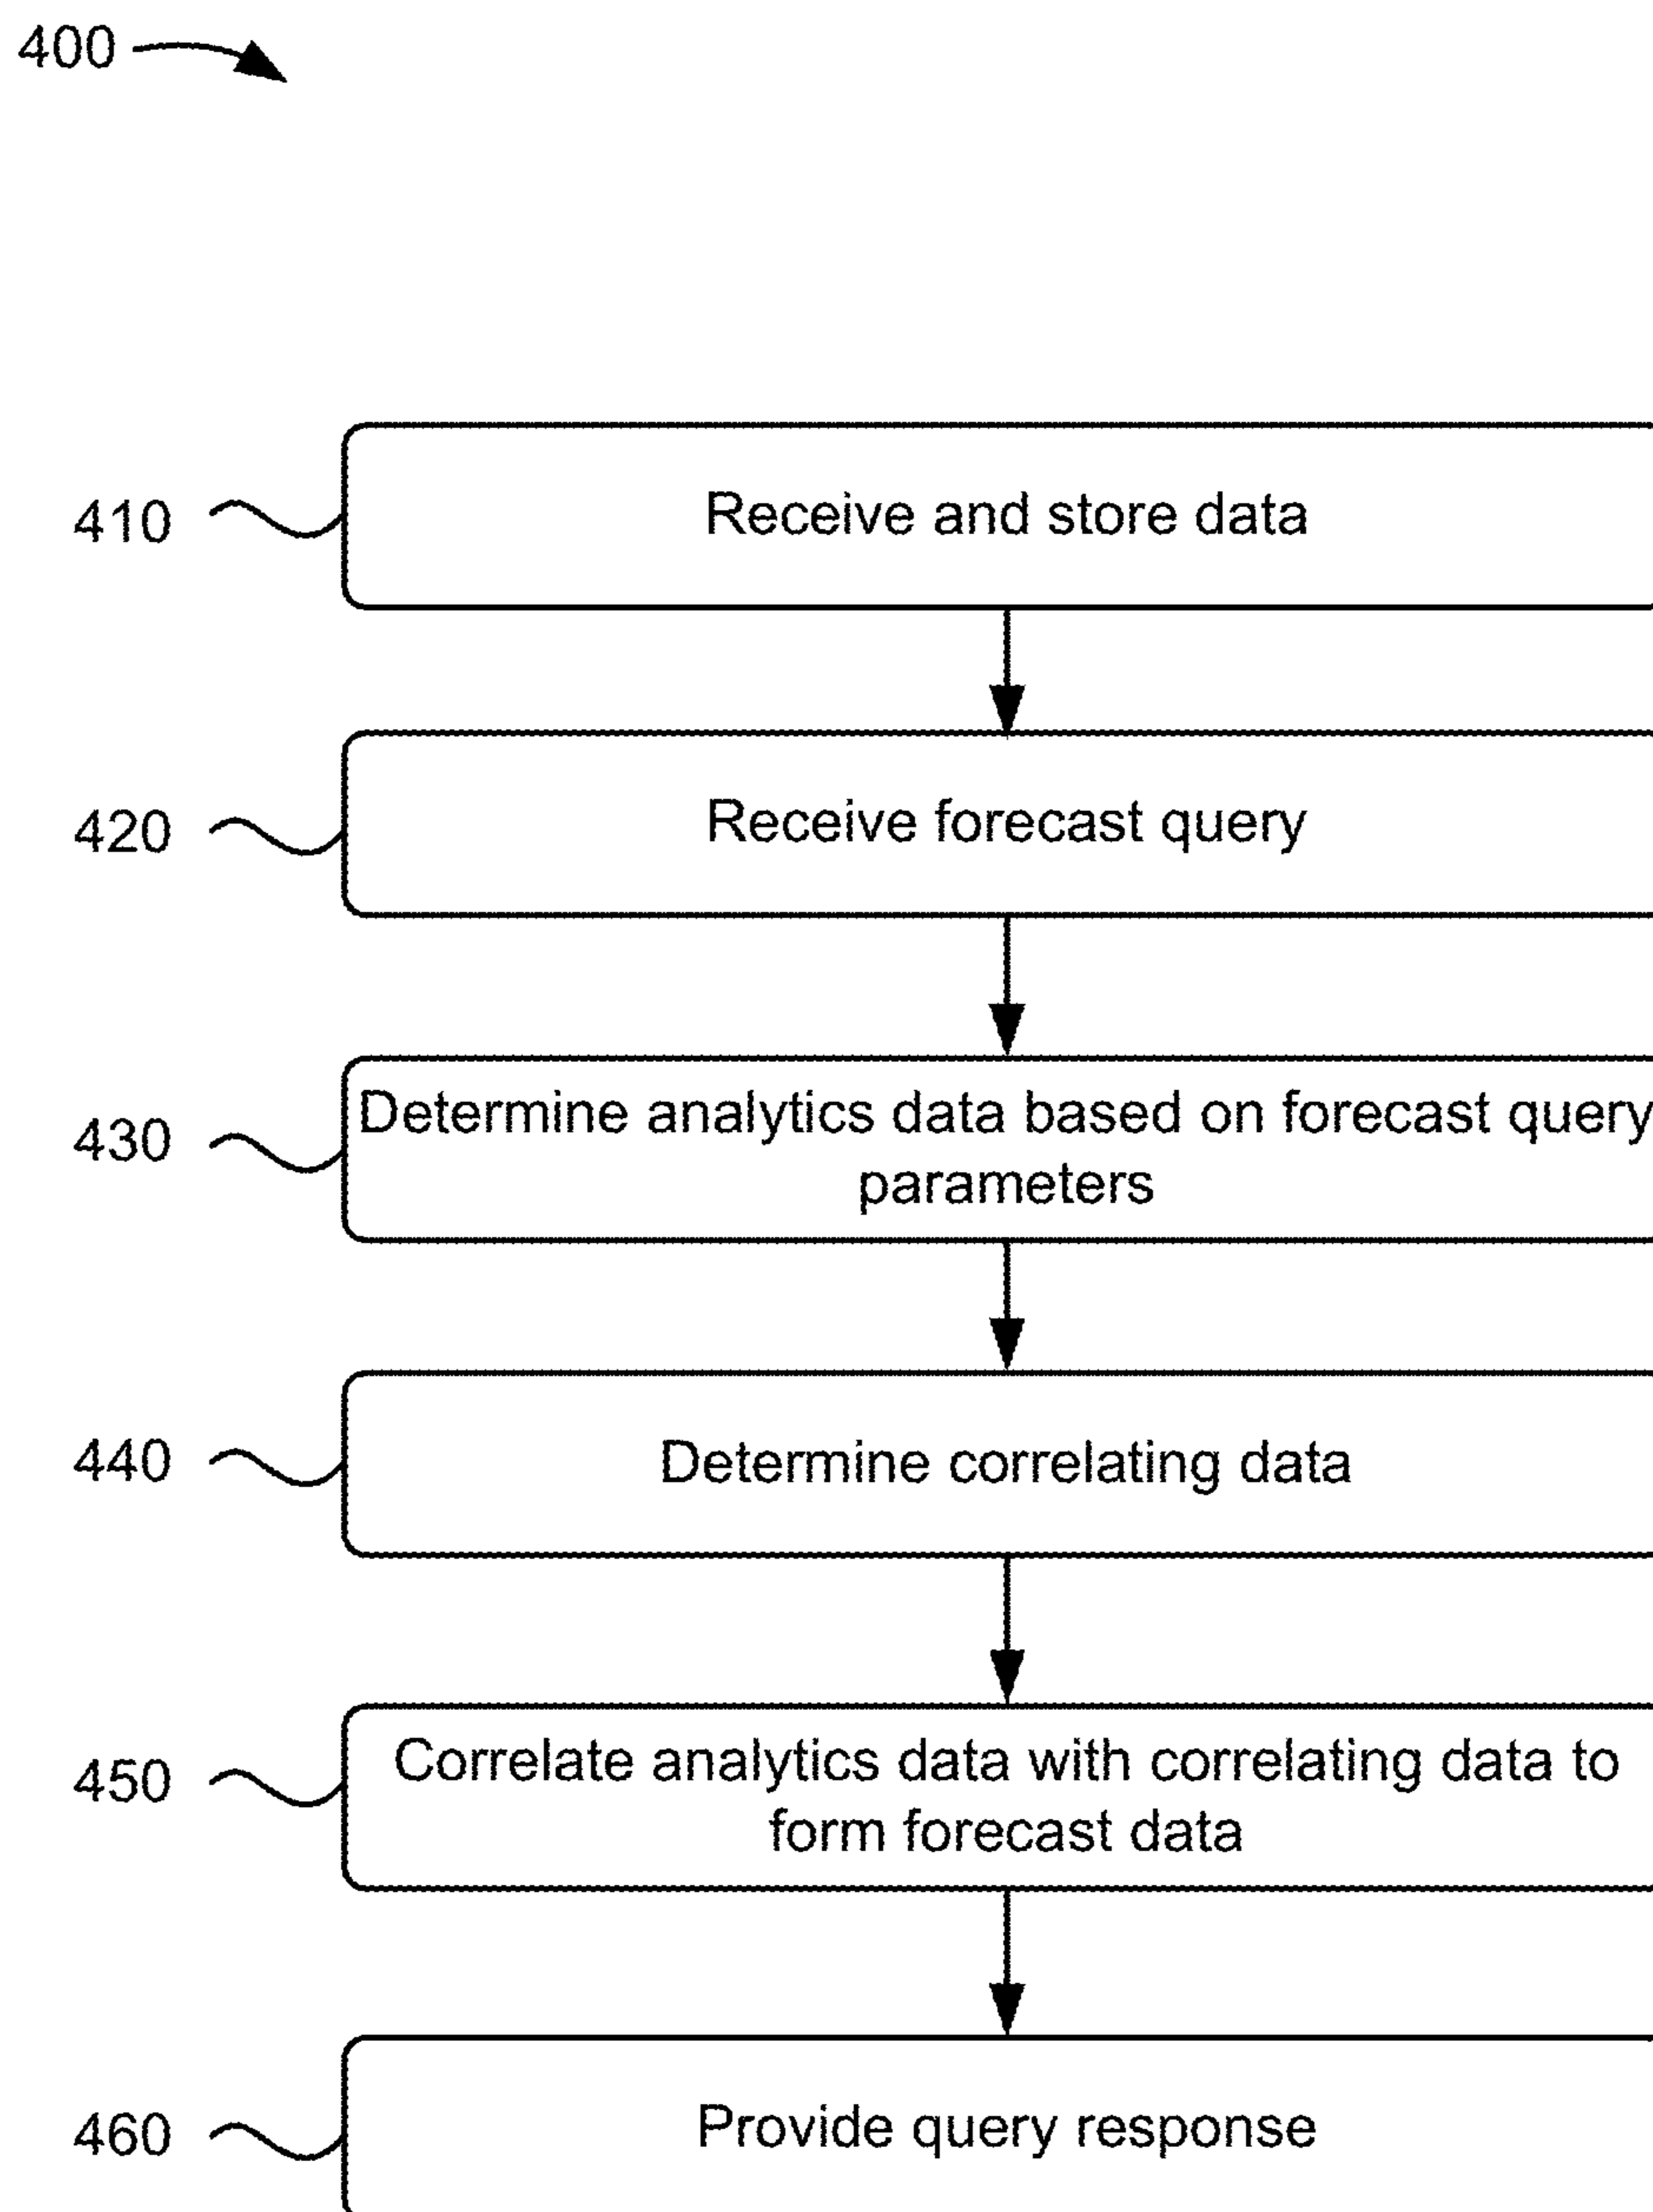 400
410
Receive and store data
420
Receive forecast query
430
Determine analytics data based on forecast query
parameters
440
Determine correlating data
450
Correlate analytics data with correlating data to
form forecast data
460
Provide query response